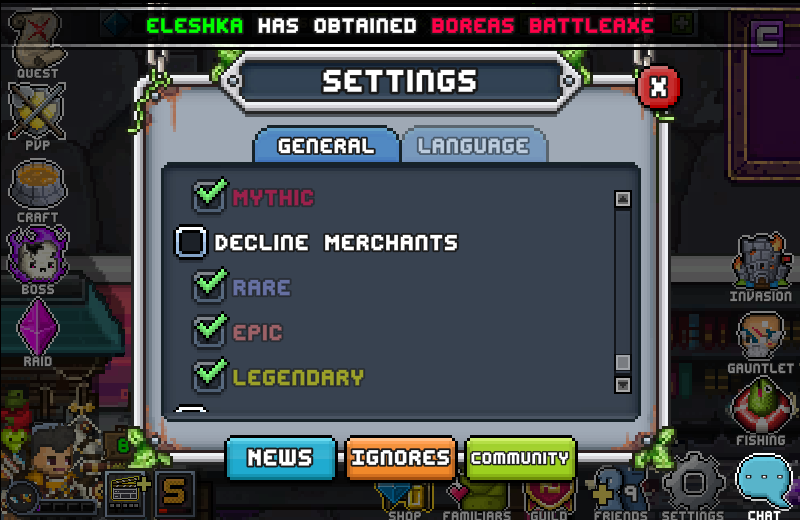 ELESHKA HAS OBTAINED BOREAS BATTLEAXE
SETTINGS
X
GENERAL
LANGUAGE
MYTHIC
DECLINE MERCHANTS
RARE
EPIC
LEGENDARY
NEWS
IGNORES
COMMUNITY
QUEST
PVP
CRAFT
BOSS
RAID
C
INVASION
GAUNTLET
FISHING
S
9
SHOP
FAMILIARS
GUILD
FRIENDS
SETTINGS
CHAT